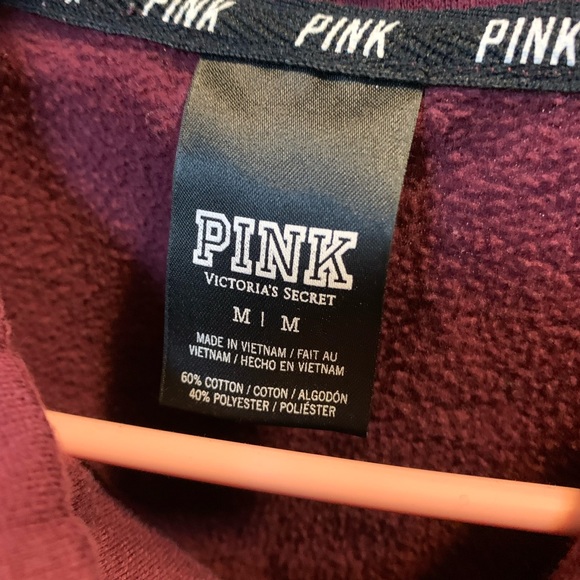 PINK PINK PINK PINK
PINK
VICTORIA'S SECRET
M | M
MADE IN VIETNAM / FAIT AU
VIETNAM / HECHO EN VIETNAM
60% COTTON / COTON / ALGODÓN
40% POLYESTER / POLIÉSTER